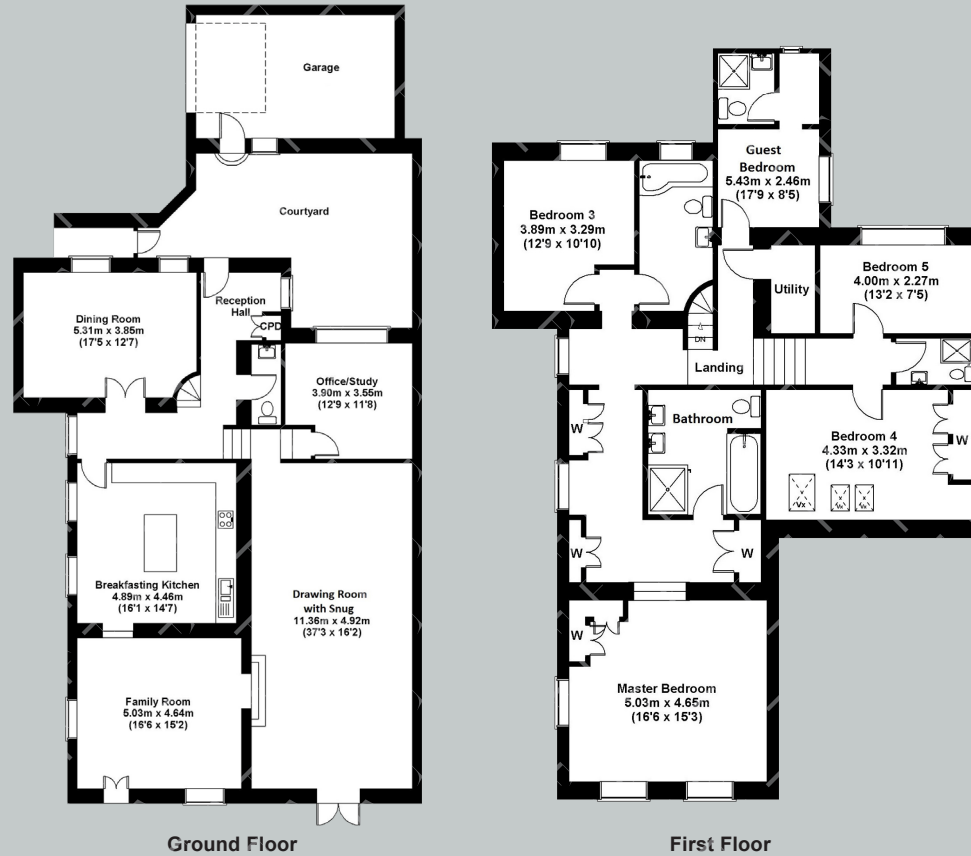 Garage
Courtyard
Reception
Hall
CPD
Dining Room
5.31m x 3.85m
(17'5 x 12'7)
Office/Study
3.90m x 3.55m
(12'9 x 11'8)
Breakfasting Kitchen
4.89m x 4.46m
(16'1 x 14'7)
Drawing Room
with Snug
11.36m x 4.92m
(37'3 x 16'2)
Family Room
5.03m x 4.64m
(16'6 x 15'2)
Ground Floor
Guest
Bedroom
5.43m x 2.46m
(17'9 x 8'5)
Bedroom 3
3.89m x 3.29m
(12'9 x 10'10)
Bedroom 5
4.00m x 2.27m
(13'2 x 7'5)
Utility
DN
Landing
W
Bathroom
Bedroom 4
4.33m x 3.32m
(14'3 x 10'11)
W
Vx
Vx
Vx
W
W
W
Master Bedroom
5.03m x 4.65m
(16'6 x 15'3)
First Floor